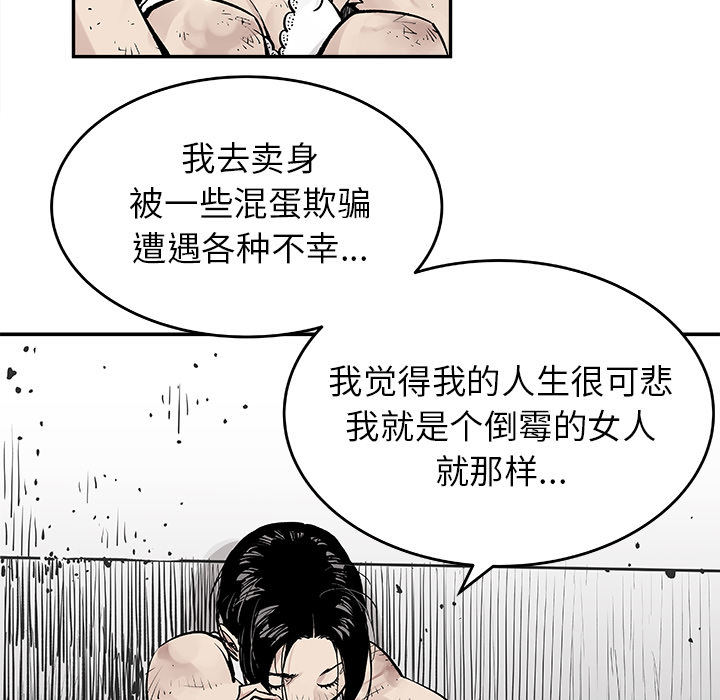 我去卖身
被一些混蛋欺骗
遭遇各种不幸...
我觉得我的人生很可悲
我就是个倒霉的女人
就那样...